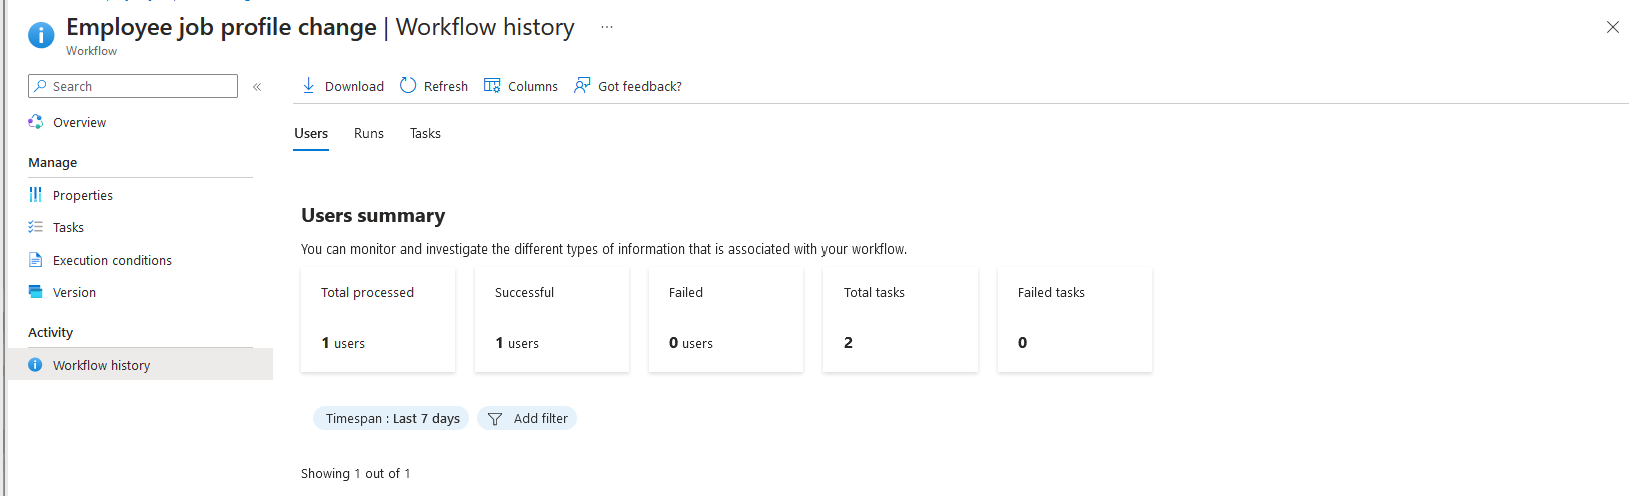 Employee job profile change | Workflow history ...
Workflow
Search
«
Download
Refresh
Columns
Got feedback?
Overview
Manage
Properties
Tasks
Execution conditions
Version
Activity
Workflow history
Users
Runs
Tasks
Users summary
You can monitor and investigate the different types of information that is associated with your workflow.
Total processed
1 users
Successful
1 users
Failed
0 users
Total tasks
2
Failed tasks
0
Timespan : Last 7 days
Add filter
Showing 1 out of 1